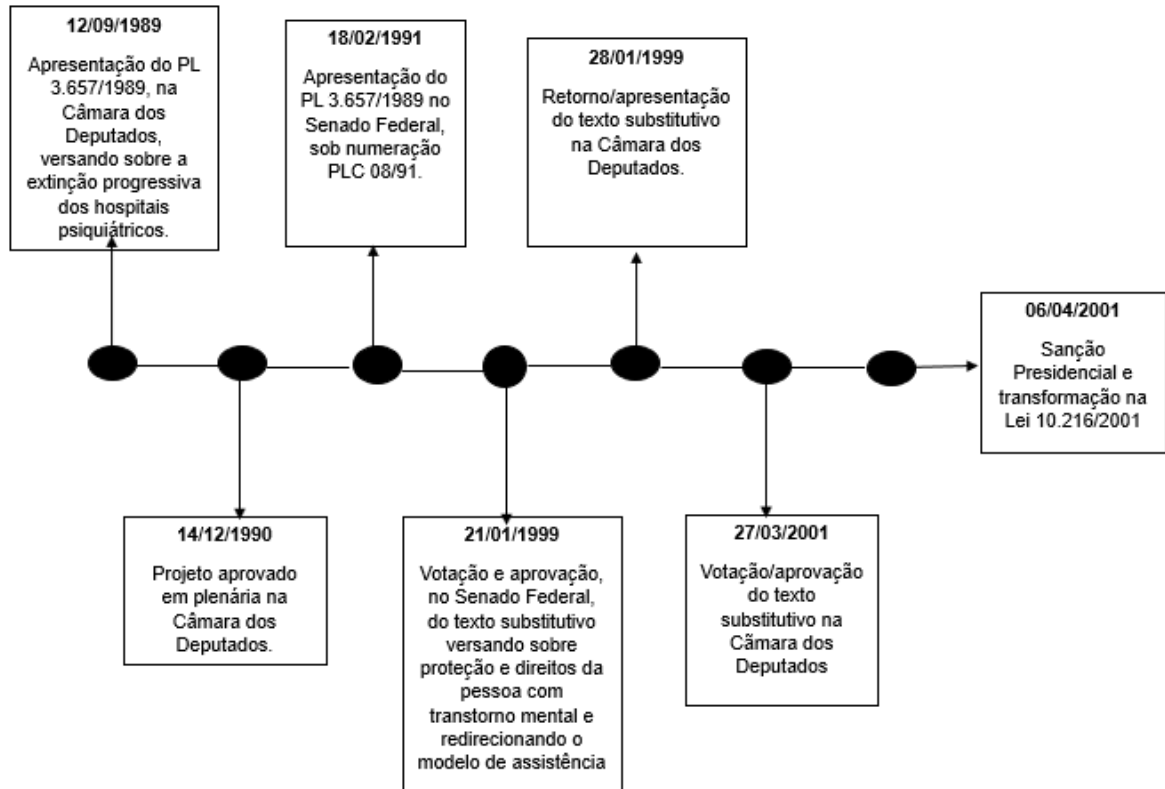 12/09/1989
Apresentação do PL
3.657/1989, na
Câmara dos
Deputados,
versando sobre a
extinção progressiva
dos hospitais
psiquiátricos.
14/12/1990
Projeto aprovado
em plenária na
Câmara dos
Deputados.
18/02/1991
Apresentação do
PL 3.657/1989 no
Senado Federal,
sob numeração
PLC 08/91.
21/01/1999
Votação e aprovação,
no Senado Federal,
do texto substitutivo
versando sobre
proteção e direitos da
pessoa com
transtorno mental e
redirecionando o
modelo de assistência
28/01/1999
Retorno/apresentação
do texto substitutivo
na Câmara dos
Deputados.
27/03/2001
Votação/aprovação
do texto
substitutivo na
Cãmara dos
Deputados
06/04/2001
Sanção
Presidencial e
transformação na
Lei 10.216/2001